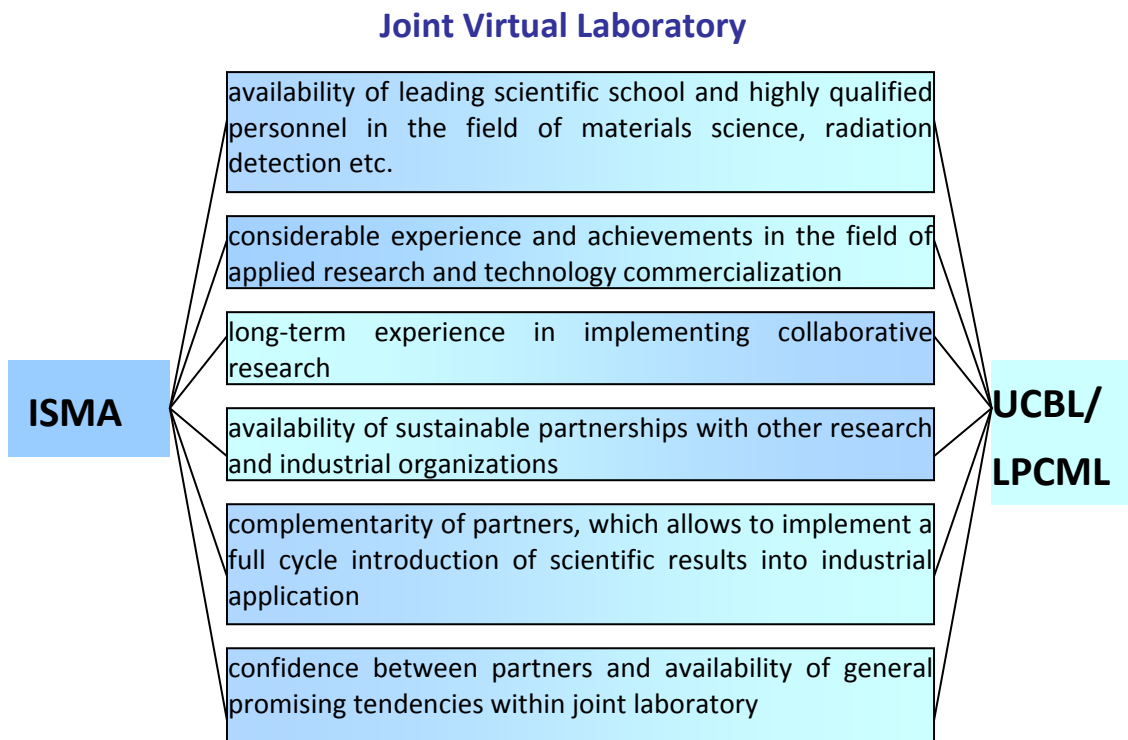 Joint Virtual Laboratory
availability of leading scientific school and highly qualified
personnel in the field of materials science, radiation
detection etc.
considerable experience and achievements in the field of
applied research and technology commercialization
long-term experience in implementing collaborative
research
ISMA
availability of sustainable partnerships with other research
and industrial organizations
UCBL/
LPCML
complementarity of partners, which allows to implement a
full cycle introduction of scientific results into industrial
application
confidence between partners and availability of general
promising tendencies within joint laboratory